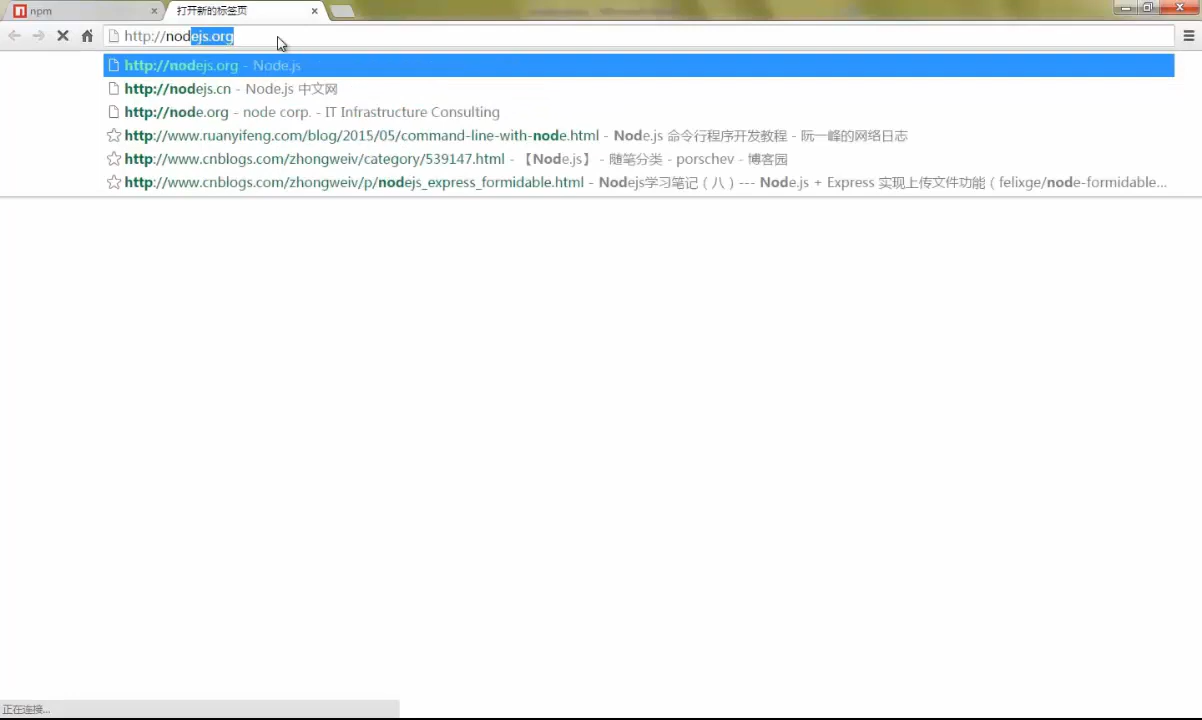 npm
打开新的标签页
http://nodejs.org
http://nodejs.org - Node.js
http://nodejs.cn - Node.js 中文网
http://node.org - node corp. - IT Infrastructure Consulting
http://www.ruanyifeng.com/blog/2015/05/command-line-with-node.html - Node.js 命令行程序开发教程 - 阮一峰的网络日志
http://www.cnblogs.com/zhongweiv/category/539147.html - 【Node.js】 - 随笔分类 - porschev - 博客园
http://www.cnblogs.com/zhongweiv/p/nodejs_express_formidable.html - Nodejs学习笔记（八）--- Node.js + Express 实现上传文件功能（felixge/node-formidable...
正在连接...